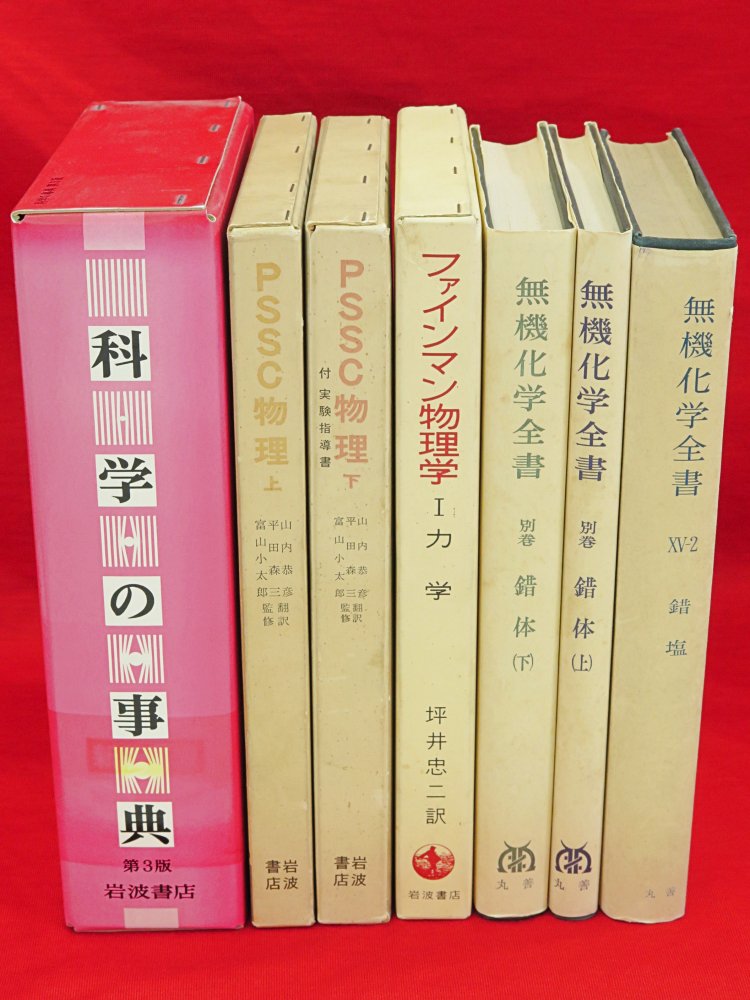 科学の事典
第3版
岩波書店
PSSC物理 上
山内恭彦
平田森三
富山小太郎
翻訳
監修
岩波
書店
PSSC物理 下
付 実験指導書
山内恭彦
平田森三
富山小太郎
翻訳
監修
岩波
書店
ファインマン物理学
I 力学
坪井忠二訳
岩波書店
無機化学全書
別巻
錯体(下)
丸善
無機化学全書
別巻
錯体(上)
丸善
無機化学全書
XV-2
錯塩
丸善